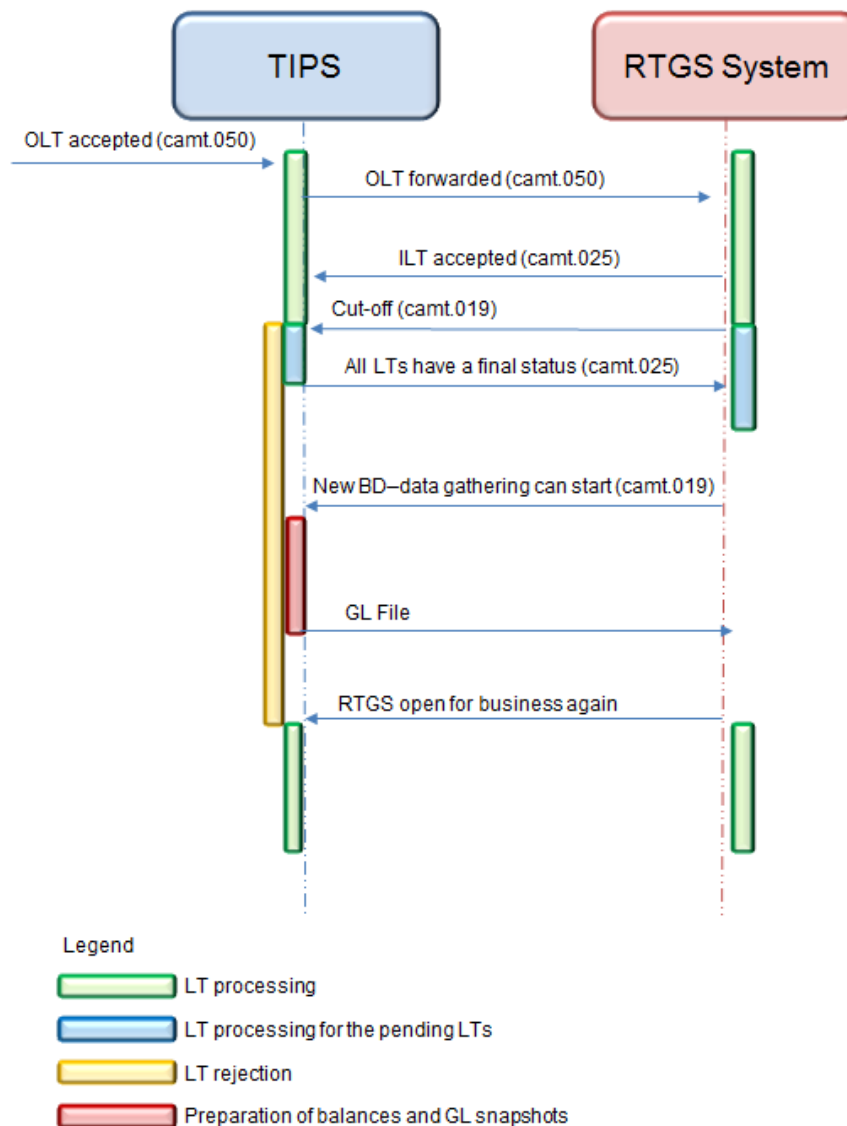 TIPS
RTGS System
OLT accepted (camt.050)
OLT forwarded (camt.050)
ILT accepted (camt.025)
Cut-off (camt.019)
All LTs have a final status (camt.025)
New BD–data gathering can start (camt.019)
GL File
RTGS open for business again
Legend
LT processing
LT processing for the pending LTs
LT rejection
Preparation of balances and GL snapshots